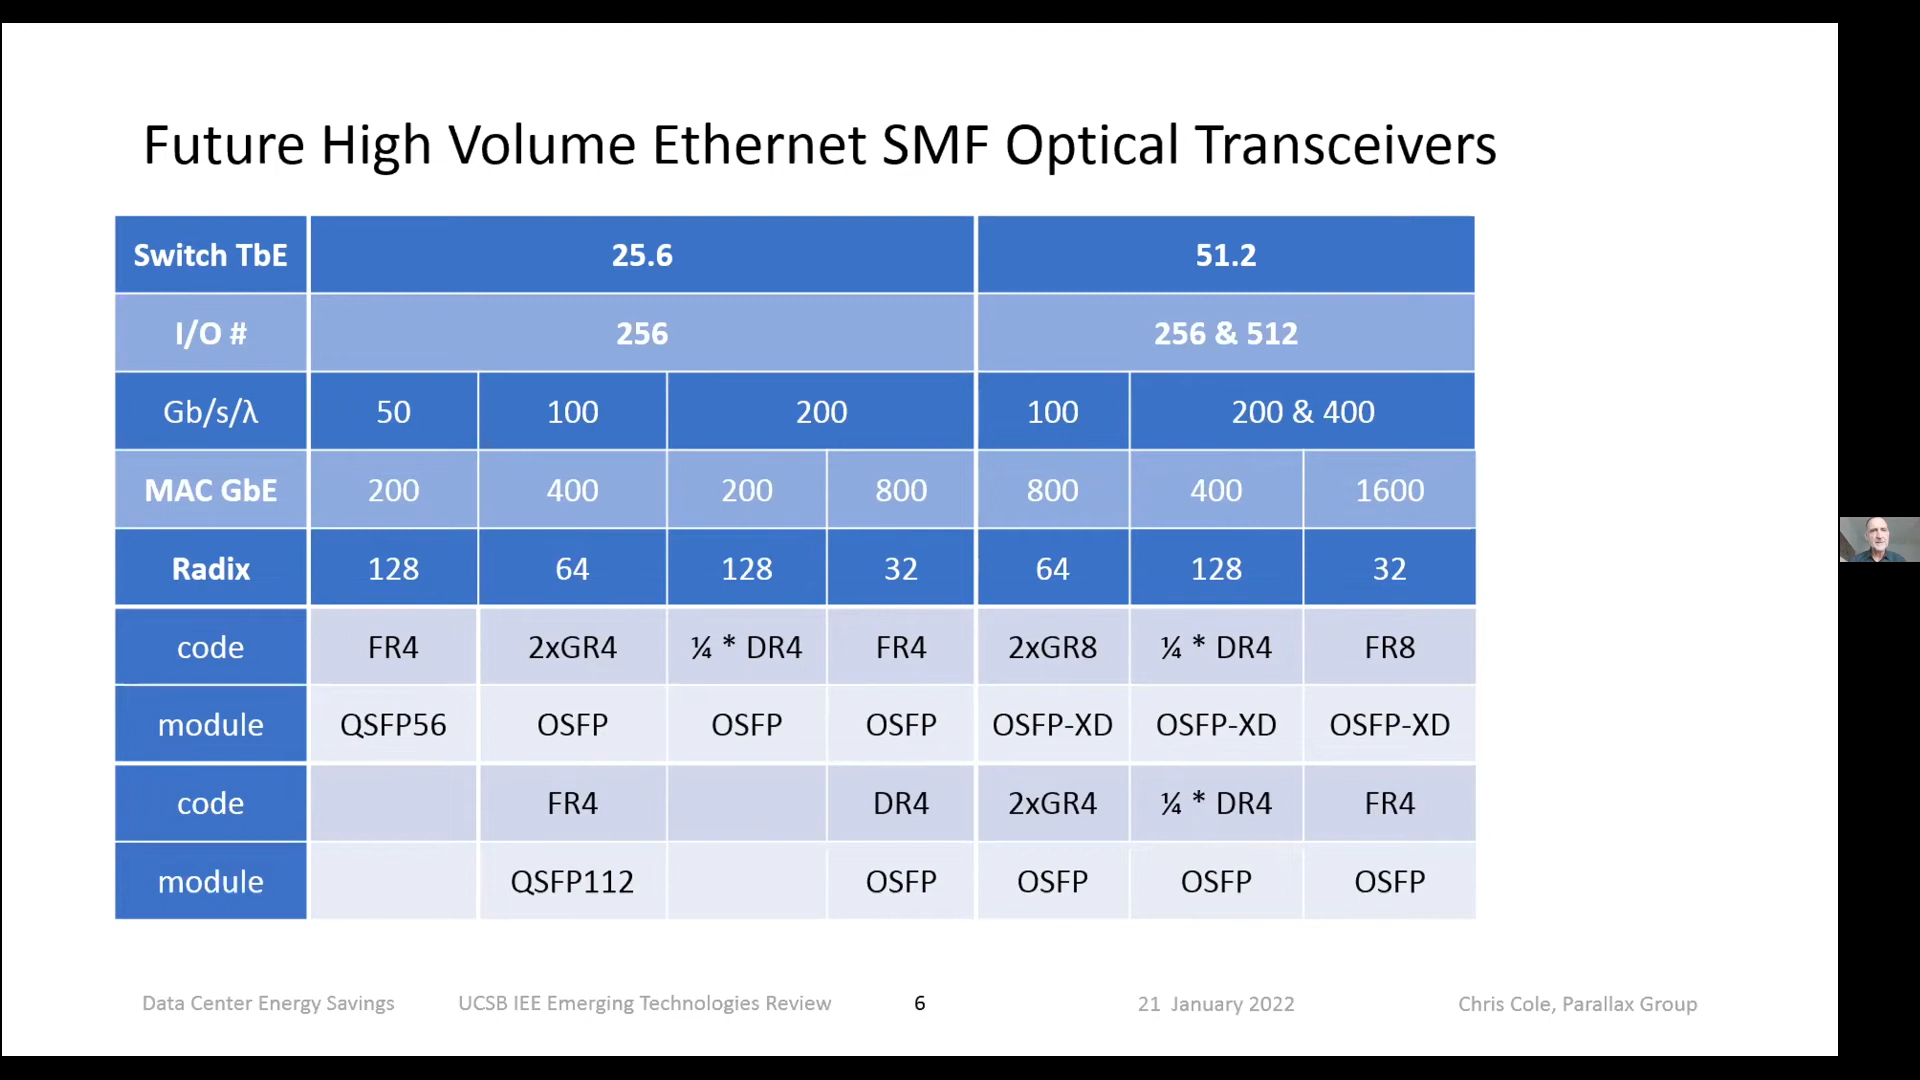 Future High Volume Ethernet SMF Optical Transceivers
Switch TbE 25.6 51.2
I/O # 256 256 & 512
Gb/s/λ 50 100 200 100 200 & 400
MAC GbE 200 400 200 800 800 400 1600
Radix 128 64 128 32 64 128 32
code FR4 2xGR4 ¼ * DR4 FR4 2xGR8 ¼ * DR4 FR8
module QSFP56 OSFP OSFP OSFP OSFP-XD OSFP-XD OSFP-XD
code FR4 DR4 2xGR4 ¼ * DR4 FR4
module QSFP112 OSFP OSFP OSFP OSFP
Data Center Energy Savings UCSB IEE Emerging Technologies Review 6 21 January 2022 Chris Cole, Parallax Group